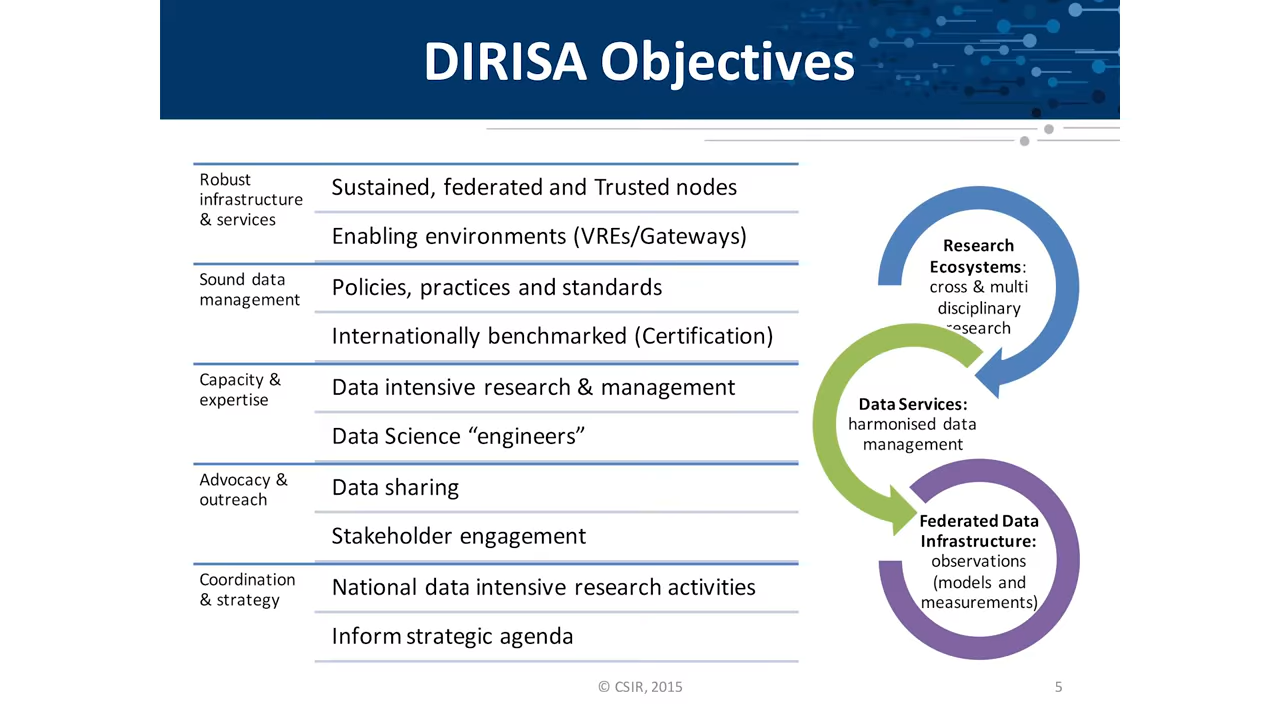 DIRISA Objectives
Robust
infrastructure
& services
Sustained, federated and Trusted nodes
Enabling environments (VREs/Gateways)
Sound data
management
Policies, practices and standards
Internationally benchmarked (Certification)
Capacity &
expertise
Data intensive research & management
Data Science “engineers”
Advocacy &
outreach
Data sharing
Stakeholder engagement
Coordination
& strategy
National data intensive research activities
Inform strategic agenda
Research
Ecosystems:
cross & multi
disciplinary
research
Data Services:
harmonised data
management
Federated Data
Infrastructure:
observations
(models and
measurements)
© CSIR, 2015
5